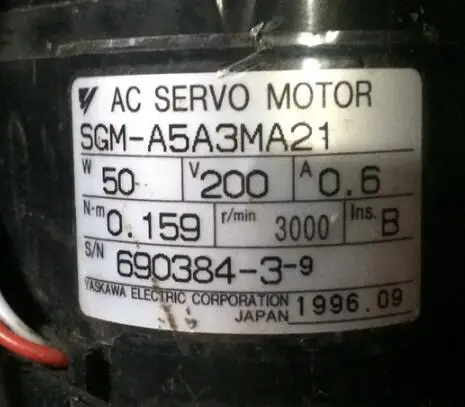 AC SERVO MOTOR
SGM-A5A3MA21
W 50 V 200 A 0.6
N·m 0.159 r/min 3000 Ins. B
S/N 690384-3-9
YASKAWA ELECTRIC CORPORATION
JAPAN 1996.09